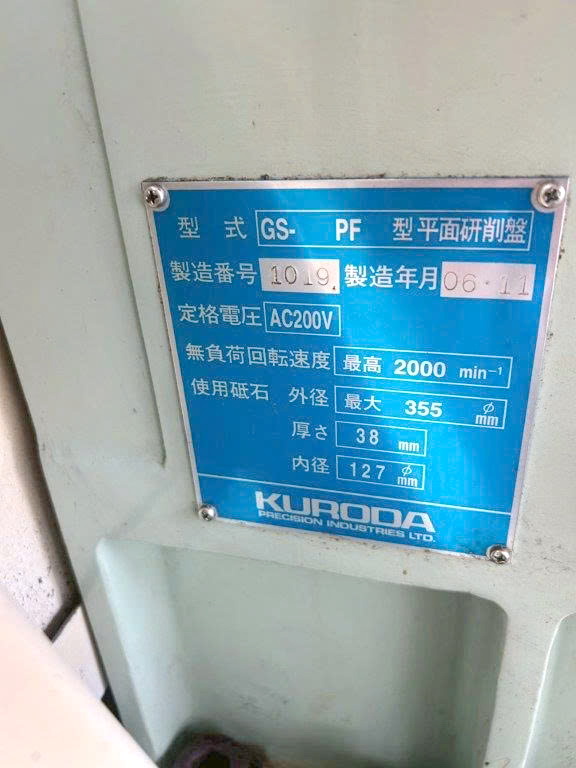 型式 GS- PF 型平面研削盤
製造番号 1019 製造年月 06・11
定格電圧 AC200V
無負荷回転速度 最高 2000 min⁻¹
使用砥石 外径 最大 355 φmm
厚さ 38 mm
内径 127 φmm
KURODA
PRECISION INDUSTRIES LTD.